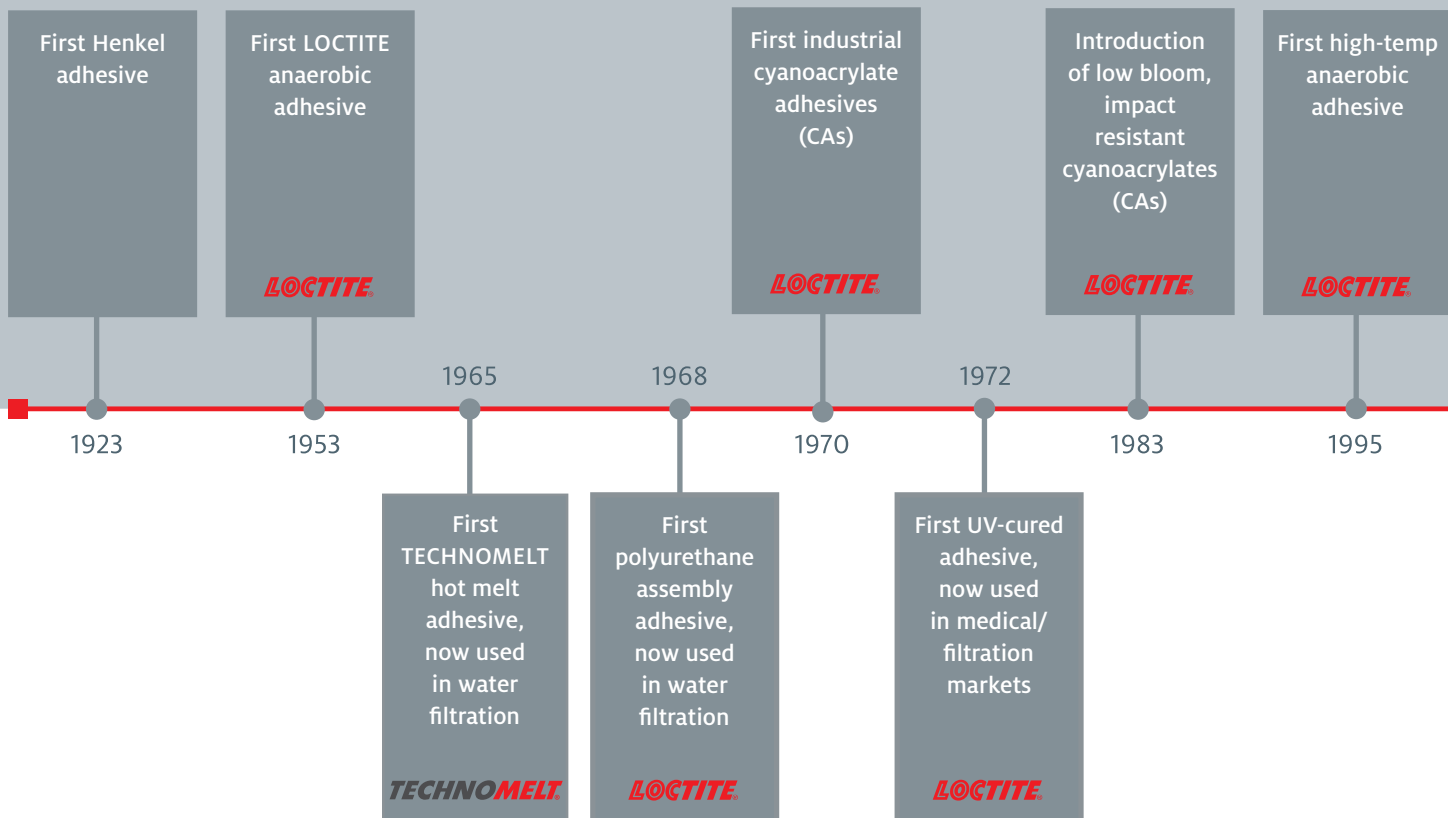 First Henkel
adhesive
First LOCTITE
anaerobic
adhesive
LOCTITE®
First industrial
cyanoacrylate
adhesives
(CAs)
LOCTITE®
Introduction
of low bloom,
impact
resistant
cyanoacrylates
(CAs)
LOCTITE®
First high-temp
anaerobic
adhesive
LOCTITE®
1965
1968
1972
1923
1953
1970
1983
1995
First
TECHNOMELT
hot melt
adhesive,
now used
in water
filtration
TECHNOMELT®
First
polyurethane
assembly
adhesive,
now used
in water
filtration
LOCTITE®
First UV-cured
adhesive,
now used
in medical/
filtration
markets
LOCTITE®